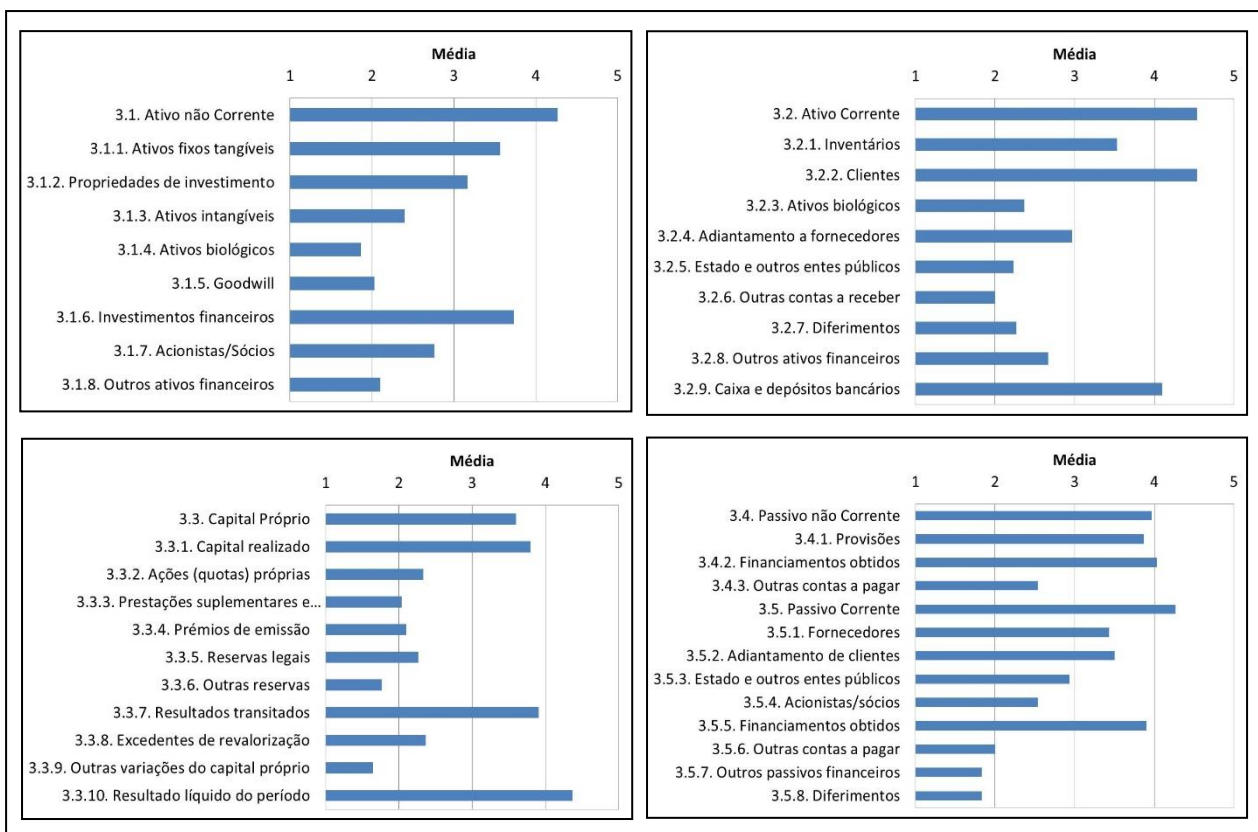 Média
1 2 3 4 5
3.1. Ativo não Corrente
3.1.1. Ativos fixos tangíveis
3.1.2. Propriedades de investimento
3.1.3. Ativos intangíveis
3.1.4. Ativos biológicos
3.1.5. Goodwill
3.1.6. Investimentos financeiros
3.1.7. Acionistas/Sócios
3.1.8. Outros ativos financeiros
Média
1 2 3 4 5
3.2. Ativo Corrente
3.2.1. Inventários
3.2.2. Clientes
3.2.3. Ativos biológicos
3.2.4. Adiantamento a fornecedores
3.2.5. Estado e outros entes públicos
3.2.6. Outras contas a receber
3.2.7. Diferimentos
3.2.8. Outros ativos financeiros
3.2.9. Caixa e depósitos bancários
Média
1 2 3 4 5
3.3. Capital Próprio
3.3.1. Capital realizado
3.3.2. Ações (quotas) próprias
3.3.3. Prestações suplementares e...
3.3.4. Prémios de emissão
3.3.5. Reservas legais
3.3.6. Outras reservas
3.3.7. Resultados transitados
3.3.8. Excedentes de revalorização
3.3.9. Outras variações do capital próprio
3.3.10. Resultado líquido do período
Média
1 2 3 4 5
3.4. Passivo não Corrente
3.4.1. Provisões
3.4.2. Financiamentos obtidos
3.4.3. Outras contas a pagar
3.5. Passivo Corrente
3.5.1. Fornecedores
3.5.2. Adiantamento de clientes
3.5.3. Estado e outros entes públicos
3.5.4. Acionistas/sócios
3.5.5. Financiamentos obtidos
3.5.6. Outras contas a pagar
3.5.7. Outros passivos financeiros
3.5.8. Diferimentos